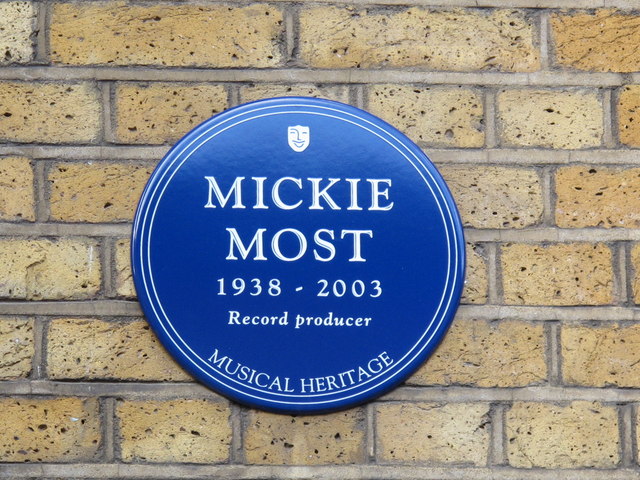 MICKIE
MOST
1938 - 2003
Record producer
MUSICAL HERITAGE